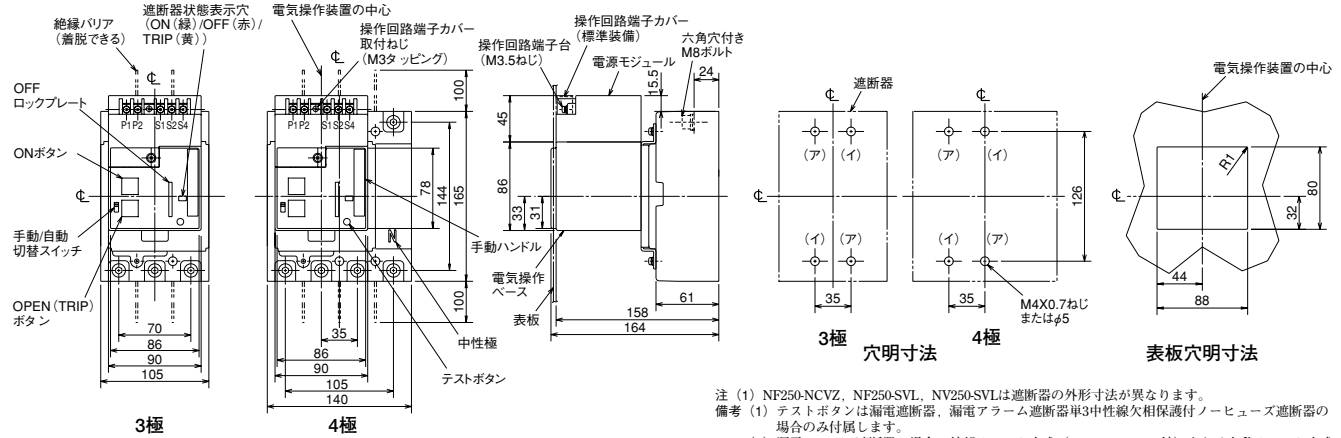 絶縁バリア
(着脱できる)
遮断器状態表示穴
(ON(緑)/OFF(赤)/
TRIP(黄))
電気操作装置の中心
操作回路端子カバー
取付ねじ
(M3タッピング)
OFF
ロックプレート
ONボタン
手動/自動
切替スイッチ
OPEN(TRIP)
ボタン
℄
℄
P1 P2 S1 S2 S4
70
86
90
105
3極
℄
P1 P2 S1 S2 S4
N
100
78
144
165
100
手動ハンドル
中性極
テストボタン
35
86
90
105
140
4極
操作回路端子台
(M3.5ねじ)
操作回路端子カバー
(標準装備)
電源モジュール
六角穴付き
M8ボルト
15.5
24
45
86
33
31
電気操作
ベース
表板
61
158
164
遮断器
℄
℄
℄
(ア) (イ)
(イ) (ア)
35
3極
(ア) (イ)
(イ) (ア)
126
35
M4X0.7ねじ
またはφ5
4極
穴明寸法
電気操作装置の中心
R1
80
32
44
88
表板穴明寸法
注(1)NF250-NCVZ,NF250-SVL,NV250-SVLは遮断器の外形寸法が異なります。
備考(1)テストボタンは漏電遮断器,漏電アラーム遮断器単3中性線欠相保護付ノーヒューズ遮断器の
場合のみ付属します。